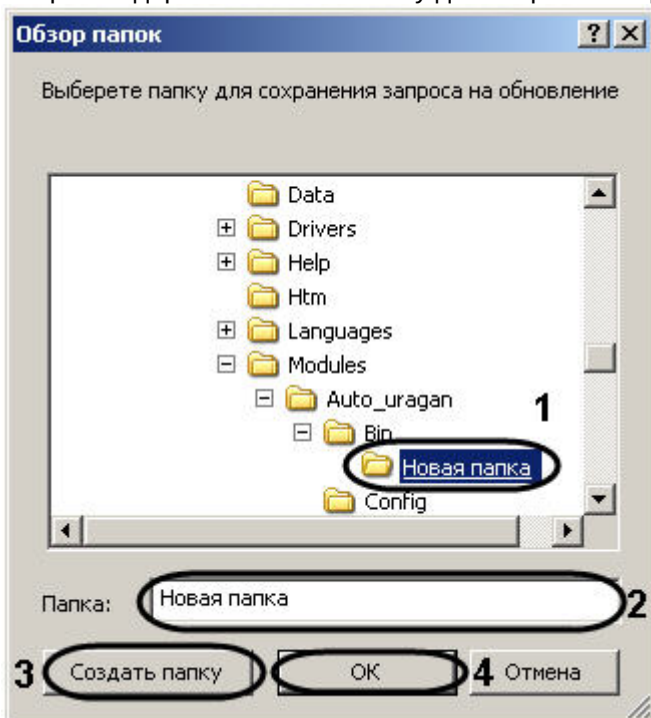 Обзор папок
Выберете папку для сохранения запроса на обновление
Data
Drivers
Help
Htm
Languages
Modules
Auto_uragan
1
Bin
Новая папка
Config
Папка: Новая папка 2
3 Создать папку OK 4 Отмена